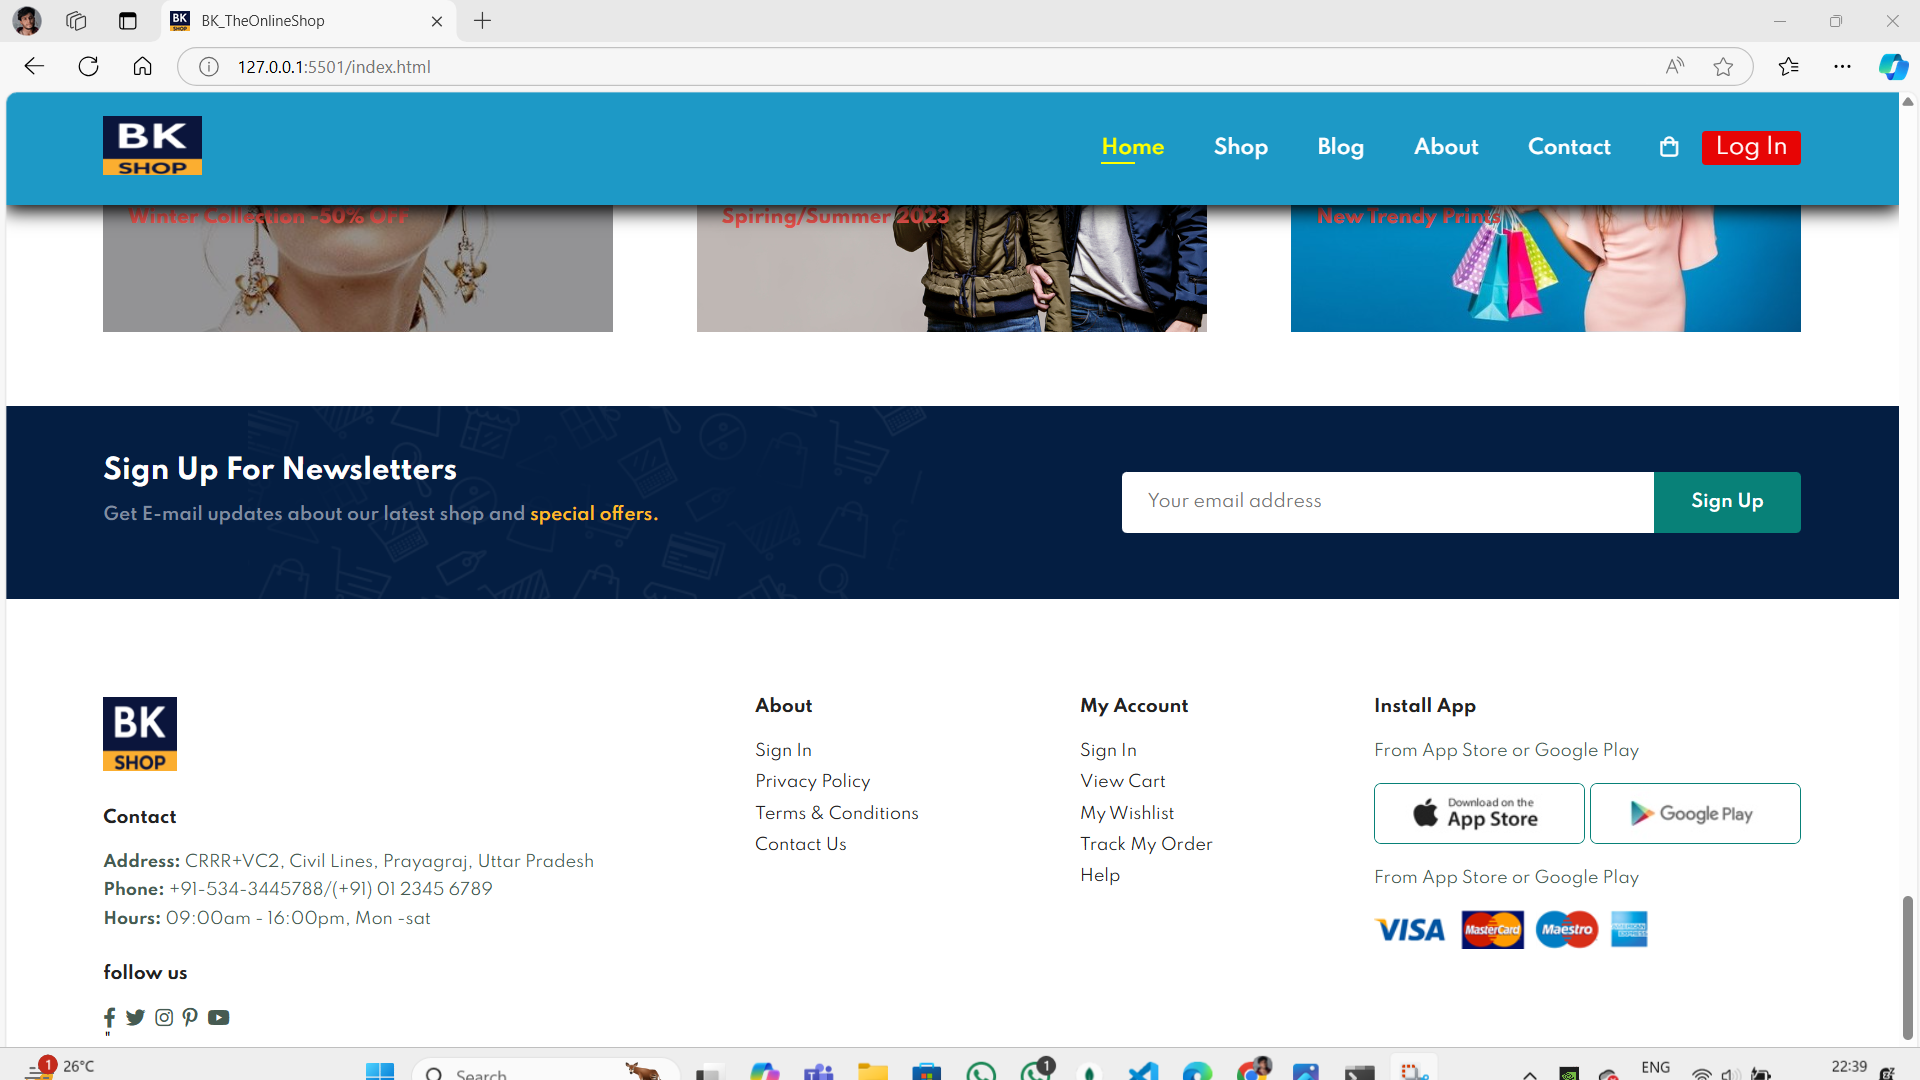 BK_TheOnlineShop
127.0.0.1:5501/index.html
BK
SHOP
Home
Shop
Blog
About
Contact
Log In
Winter Collection -50% OFF
Spiring/Summer 2023
New Trendy Prints
Sign Up For Newsletters
Get E-mail updates about our latest shop and special offers.
Your email address
Sign Up
BK
SHOP
Contact
Address: CRRR+VC2, Civil Lines, Prayagraj, Uttar Pradesh
Phone: +91-534-3445788/(+91) 01 2345 6789
Hours: 09:00am - 16:00pm, Mon -sat
follow us
"
About
Sign In
Privacy Policy
Terms & Conditions
Contact Us
My Account
Sign In
View Cart
My Wishlist
Track My Order
Help
Install App
From App Store or Google Play
Download on the
App Store
Google Play
From App Store or Google Play
VISA
MasterCard
Maestro
AMERICAN
EXPRESS
1
26°C
Search
1
ENG
22:39